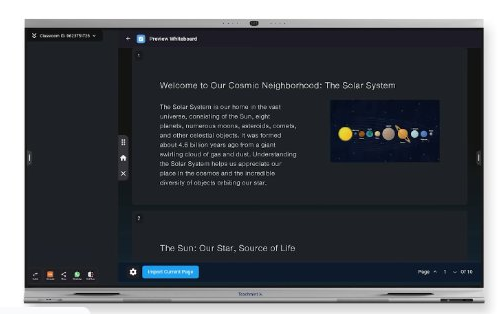 Preview Whiteboard
1
Welcome to Our Cosmic Neighborhood: The Solar System
The Solar System is our home in the vast
universe, consisting of the Sun, eight
planets, numerous moons, asteroids, comets,
and other celestial objects. It was formed
about 4.6 billion years ago from a giant
swirling cloud of gas and dust. Understanding
the Solar System helps us appreciate our
place in the cosmos and the incredible
diversity of objects orbiting our star.
2
The Sun: Our Star, Source of Life
Import Current Page
Page 1 Of 10